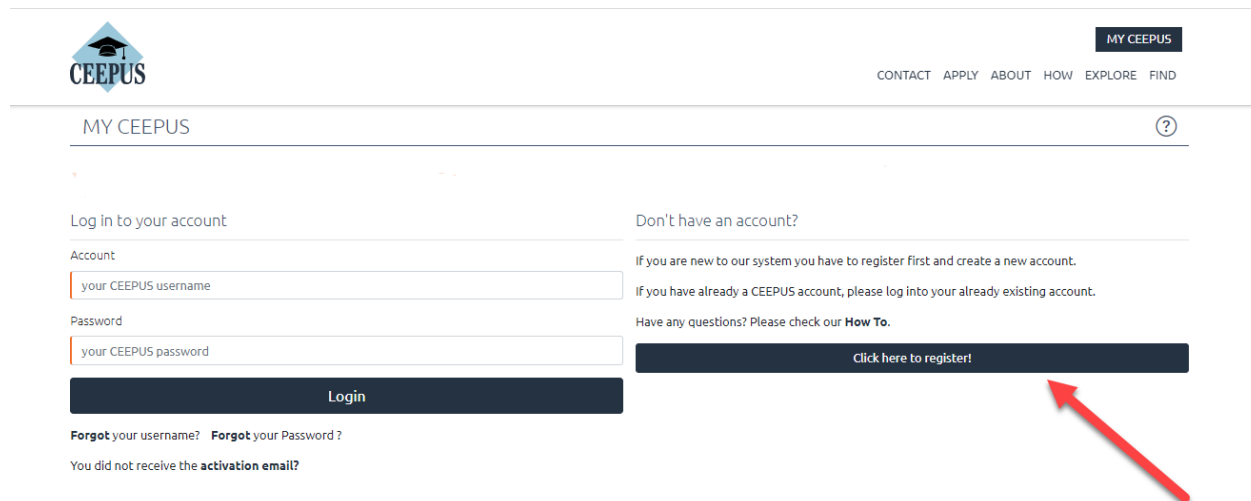 CEEPUS
MY CEEPUS
CONTACT APPLY ABOUT HOW EXPLORE FIND
MY CEEPUS
?
Log in to your account
Account
your CEEPUS username
Password
your CEEPUS password
Login
Forgot your username? Forgot your Password ?
You did not receive the activation email?
Don't have an account?
If you are new to our system you have to register first and create a new account.
If you have already a CEEPUS account, please log into your already existing account.
Have any questions? Please check our How To.
Click here to register!